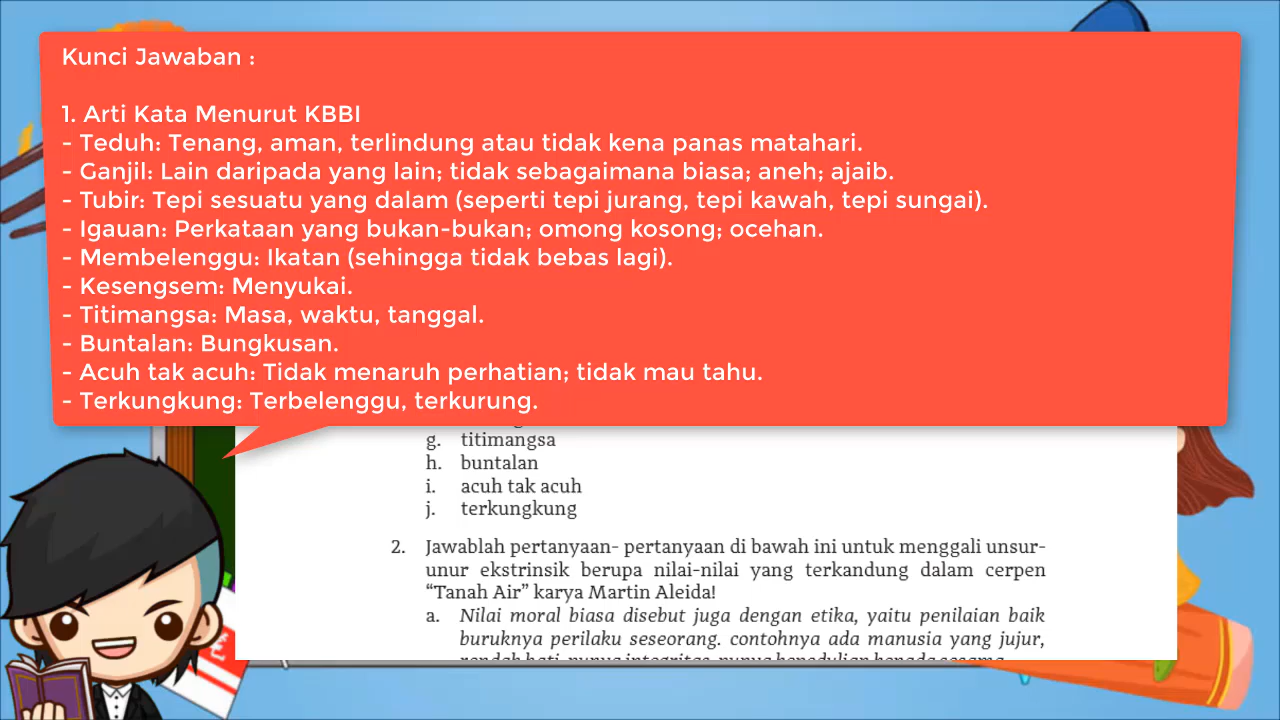 Kunci Jawaban :
1. Arti Kata Menurut KBBI
- Teduh: Tenang, aman, terlindung atau tidak kena panas matahari.
- Ganjil: Lain daripada yang lain; tidak sebagaimana biasa; aneh; ajaib.
- Tubir: Tepi sesuatu yang dalam (seperti tepi jurang, tepi kawah, tepi sungai).
- Igauan: Perkataan yang bukan-bukan; omong kosong; ocehan.
- Membelenggu: Ikatan (sehingga tidak bebas lagi).
- Kesengsem: Menyukai.
- Titimangsa: Masa, waktu, tanggal.
- Buntalan: Bungkusan.
- Acuh tak acuh: Tidak menaruh perhatian; tidak mau tahu.
- Terkungkung: Terbelenggu, terkurung.
g. titimangsa
h. buntalan
i. acuh tak acuh
j. terkungkung
2. Jawablah pertanyaan- pertanyaan di bawah ini untuk menggali unsur-
unur ekstrinsik berupa nilai-nilai yang terkandung dalam cerpen
“Tanah Air” karya Martin Aleida!
a. Nilai moral biasa disebut juga dengan etika, yaitu penilaian baik
buruknya perilaku seseorang. contohnya ada manusia yang jujur,